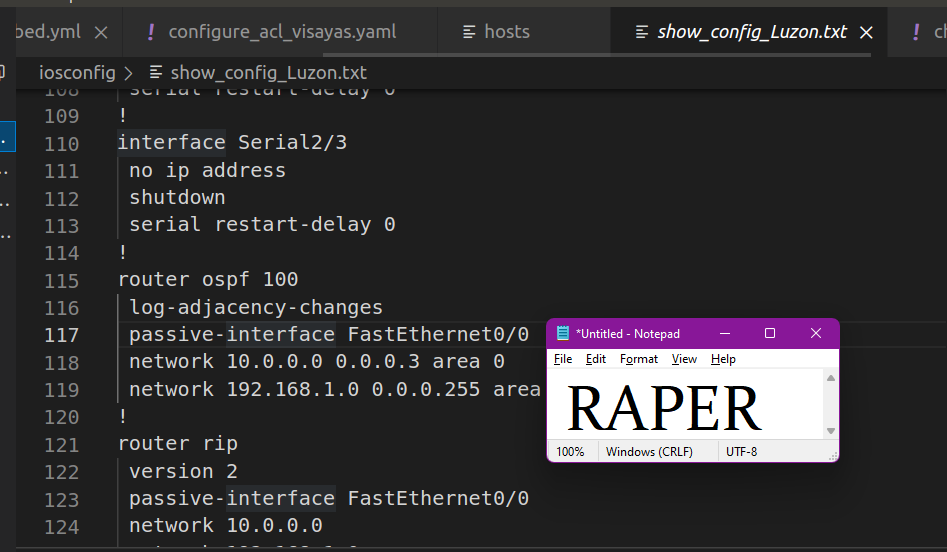 bed.yml
configure_acl_visayas.yaml
hosts
show_config_Luzon.txt
iosconfig > show_config_Luzon.txt
108 serial restart-delay 0
109 !
110 interface Serial2/3
111 no ip address
112 shutdown
113 serial restart-delay 0
114 !
115 router ospf 100
116 log-adjacency-changes
117 passive-interface FastEthernet0/0
118 network 10.0.0.0 0.0.0.3 area 0
119 network 192.168.1.0 0.0.0.255 area
120 !
121 router rip
122 version 2
123 passive-interface FastEthernet0/0
124 network 10.0.0.0
*Untitled - Notepad
File Edit Format View Help
RAPER
100% Windows (CRLF) UTF-8